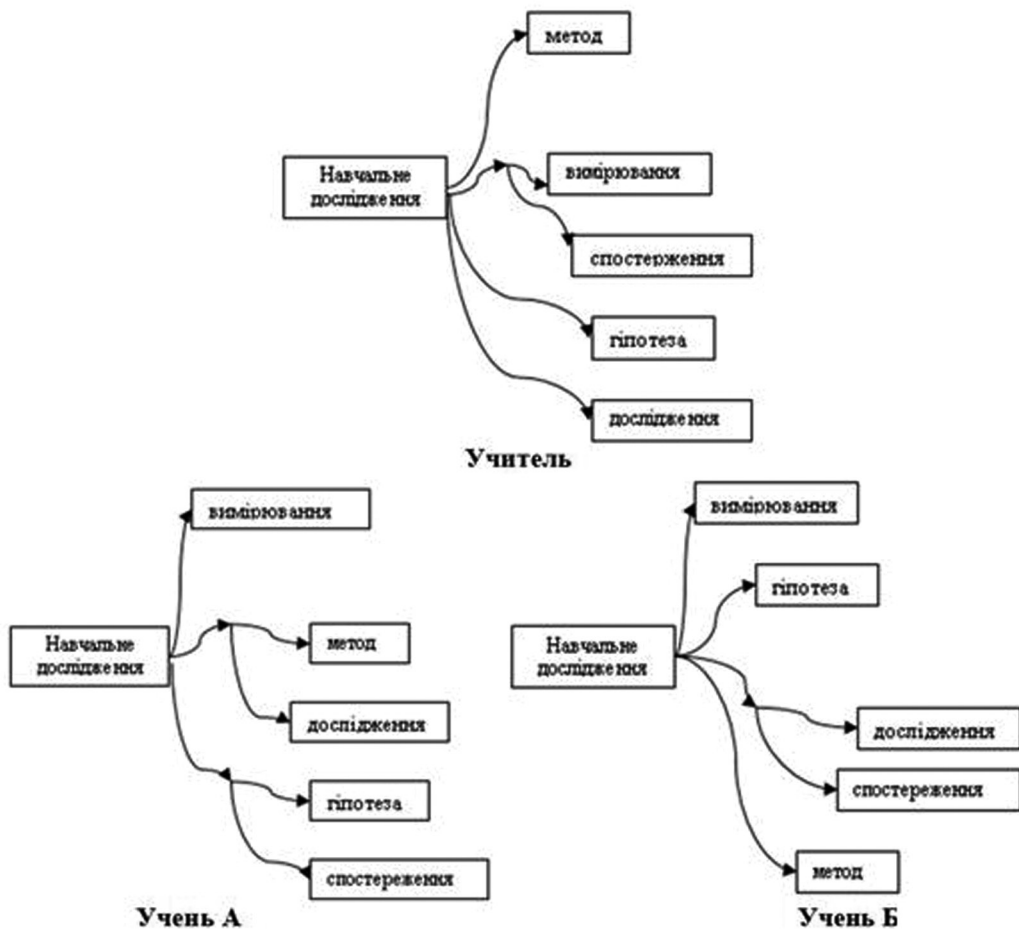 метод
Навчальне
дослідження
вимірювання
спостерження
гіпотеза
дослідження
Учитель
вимірювання
Навчальне
дослідження
метод
дослідження
гіпотеза
спостереження
Учень А
вимірювання
гіпотеза
Навчальне
дослідження
дослідження
спостереження
метод
Учень Б